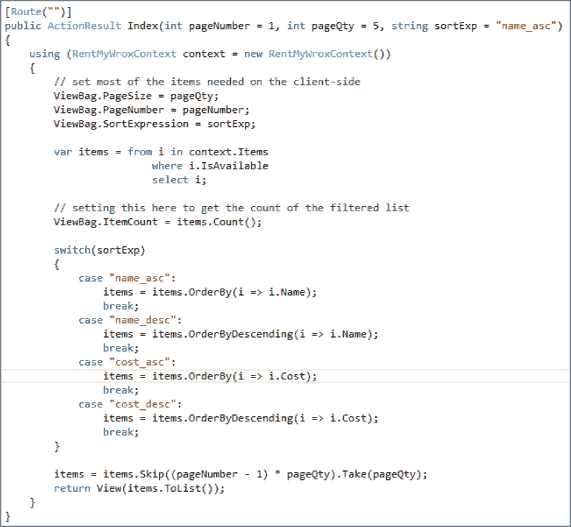 [Route("")]
public ActionResult Index(int pageNumber = 1, int pageQty = 5, string sortExp = "name_asc")
{
    using (RentMyWroxContext context = new RentMyWroxContext())
    {
        // set most of the items needed on the client-side
        ViewBag.PageSize = pageQty;
        ViewBag.PageNumber = pageNumber;
        ViewBag.SortExpression = sortExp;

        var items = from i in context.Items
                    where i.IsAvailable
                    select i;

        // setting this here to get the count of the filtered list
        ViewBag.ItemCount = items.Count();

        switch(sortExp)
        {
            case "name_asc":
                items = items.OrderBy(i => i.Name);
                break;
            case "name_desc":
                items = items.OrderByDescending(i => i.Name);
                break;
            case "cost_asc":
                items = items.OrderBy(i => i.Cost);
                break;
            case "cost_desc":
                items = items.OrderByDescending(i => i.Cost);
                break;
        }

        items = items.Skip((pageNumber - 1) * pageQty).Take(pageQty);
        return View(items.ToList());
    }
}